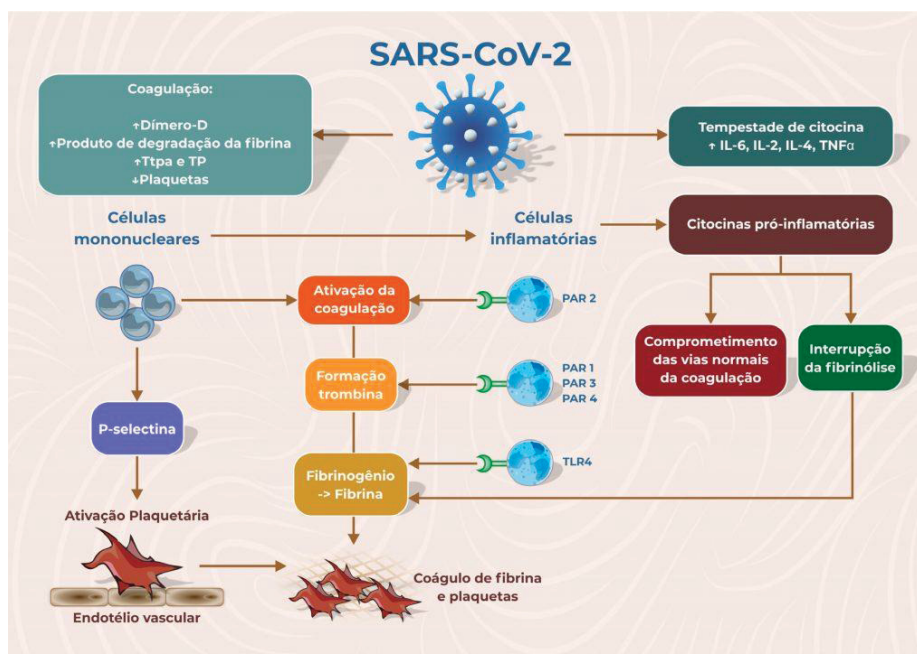 SARS-CoV-2
Coagulação:
↑Dímero-D
↑Produto de degradação da fibrina
↑Ttpa e TP
↓Plaquetas
Tempestade de citocina
↑ IL-6, IL-2, IL-4, TNFα
Células
mononucleares
Células
inflamatórias
Citocinas pró-inflamatórias
Ativação da
coagulação
PAR 2
Comprometimento
das vias normais
da coagulação
Interrupção
da fibrinólise
Formação
trombina
PAR 1
PAR 3
PAR 4
P-selectina
Fibrinogênio
-> Fibrina
TLR4
Ativação Plaquetária
Coágulo de fibrina
e plaquetas
Endotélio vascular